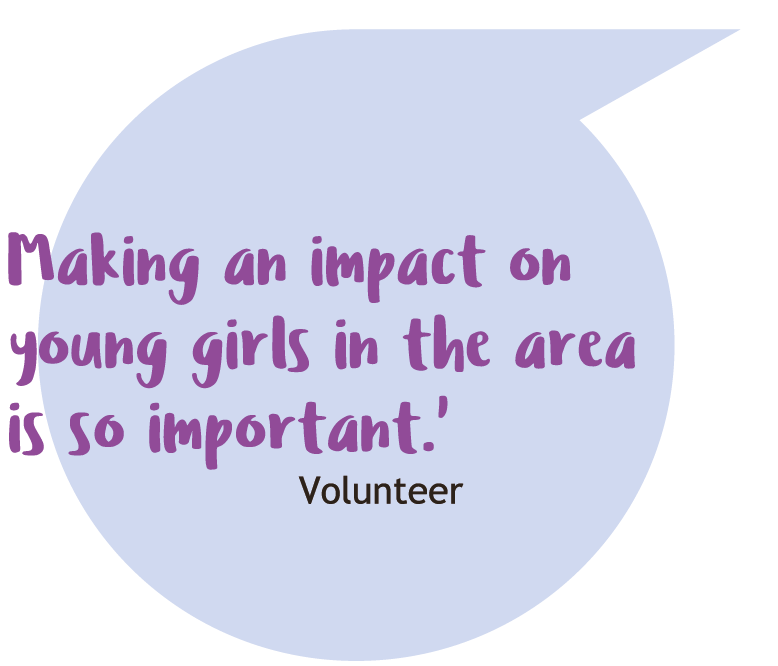 Making an impact on
young girls in the area
is so important.'
Volunteer